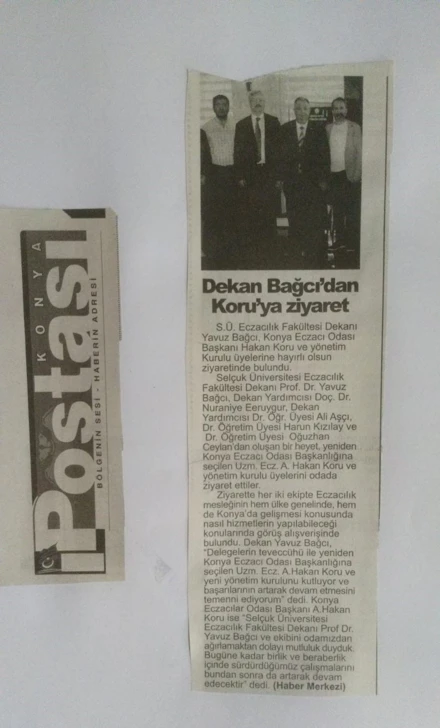 KONYA
Postası
BÖLGENİN SESİ - HABERİN ADRESİ
Dekan Bağcı'dan
Koru'ya ziyaret
S.Ü. Eczacılık Fakültesi Dekanı
Yavuz Bağcı, Konya Eczacı Odası
Başkanı Hakan Koru ve yönetim
Kurulu üyelerine hayırlı olsun
ziyaretinde bulundu.
Selçuk Üniversitesi Eczacılık
Fakültesi Dekanı Prof. Dr. Yavuz
Bağcı, Dekan Yardımcısı Doç. Dr.
Nuraniye Eeruygur, Dekan
Yardımcısı Dr. Öğr. Üyesi Ali Aşçı,
Dr. Öğretim Üyesi Harun Kızılay ve
Dr. Öğretim Üyesi Oğuzhan
Ceylan'dan oluşan bir heyet, yeniden
Konya Eczacı Odası Başkanlığına
seçilen Uzm. Ecz. A. Hakan Koru ve
yönetim kurulu üyelerini odada
ziyaret ettiler.
Ziyarette her iki ekipte Eczacılık
mesleğinin hem ülke genelinde, hem
de Konya'da gelişmesi konusunda
nasıl hizmetlerin yapılabileceği
konularında görüş alışverişinde
bulundu. Dekan Yavuz Bağcı,
"Delegelerin teveccühü ile yeniden
Konya Eczacı Odası Başkanlığına
seçilen Uzm. Ecz. A.Hakan Koru ve
yeni yönetim kurulunu kutluyor ve
başarılarının artarak devam etmesini
temenni ediyorum" dedi. Konya
Eczacılar Odası Başkanı A.Hakan
Koru ise "Selçuk Üniversitesi
Eczacılık Fakültesi Dekanı Prof Dr.
Yavuz Bağcı ve ekibini odamızdan
ağırlamaktan dolayı mutluluk duyduk.
Bugüne kadar birlik ve beraberlik
içinde sürdürdüğümüz çalışmalarını
bundan sonra da artarak devam
edecektir" dedi. (Haber Merkezi)